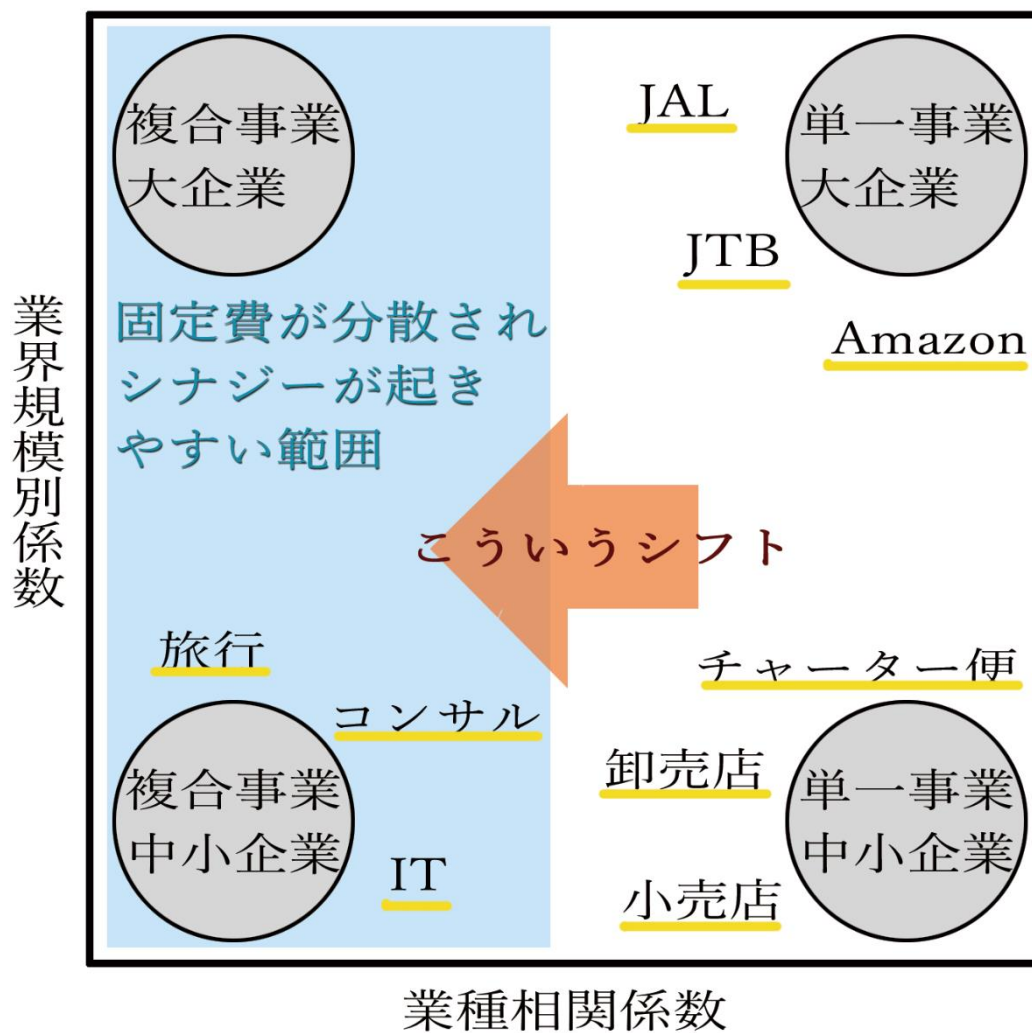 複合事業
大企業
JAL
単一事業
大企業
JTB
Amazon
固定費が分散され
シナジーが起き
やすい範囲
業界規模別係数
こういうシフト
旅行
コンサル
チャーター便
複合事業
中小企業
IT
卸売店
小売店
単一事業
中小企業
業種相関係数